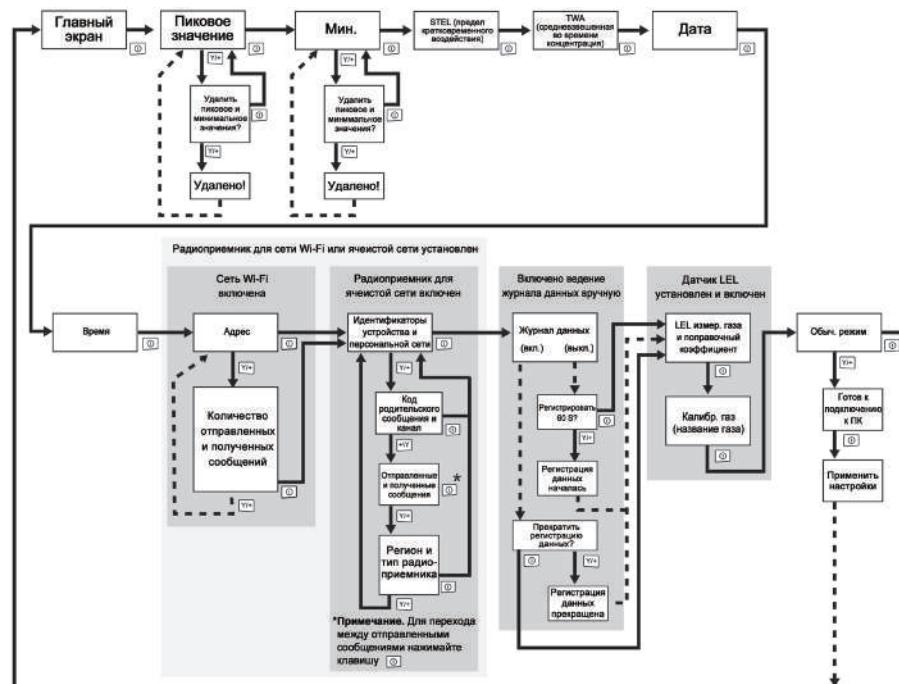 Главный
экран
Пиковое
значение
Мин.
STEL (предел
кратковременного
воздействия)
TWA
(средневзвешенная
во времени
концентрация)
Дата
Y/+
Y/+
Удалить
пиковое и
минимальное
значения?
Удалить
пиковое и
минммальное
значения?
Y/+
Y/+
Удалено!
Удалено!
Радиоприемник для сети Wi-Fi или ячеистой сети установлен
Сеть Wi-Fi
включена
Радиоприемник для
ячеистой сети включен
Включено ведение
журнала данных вручную
Датчик LEL
установлен и включен
Время
Адрес
Идентификаторы
устройства и
персональной сети
Журнал данных
(вкл.) (выкл.)
LEL измер. газа
и поправочный
коэффициент
Обыч. режим
Y/+
Y/+
Y/+
Количество
отправленных
и полученных
сообщений
Код
родительского
сообщения и
канал
Регистрировать
60 S?
Калибр. газ
(название газа)
Готов к
подключению
к ПК
+/Y
Y/+
Отправленные
и полученные
сообщения
*
Регистрация
данных
началась
Применить
настройки
Y/+
Y/+
Прекратить
регистрацию
данных?
Регион и
тип радио-
приемника
Y/+
Y/+
Регистрация
данных
прекращена
*Примечание. Для перехода
между отправленными
сообщениями нажимайте
клавишу